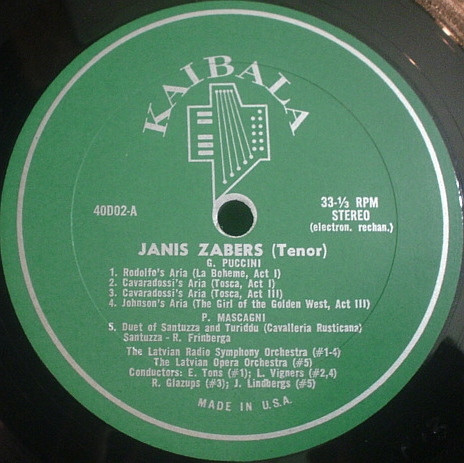 KAIBALA
40D02-A
33-⅓ RPM
STEREO
(electron. rechan.)
JANIS ZABERS (Tenor)
G. PUCCINI
1. Rodolfo's Aria (La Boheme, Act I)
2. Cavaradossi's Aria (Tosca, Act I)
3. Cavaradossi's Aria (Tosca, Act III)
4. Johnson's Aria (The Girl of the Golden West, Act III)
P. MASCAGNI
5. Duet of Santuzza and Turiddu (Cavalleria Rusticana)
Santuzza - R. Frinberga
The Latvian Radio Symphony Orchestra (#1-4)
The Latvian Opera Orchestra (#5)
Conductors: E. Tons (#1); L. Vigners (#2,4)
R. Glazups (#3); J. Lindbergs (#5)
MADE IN U.S.A.